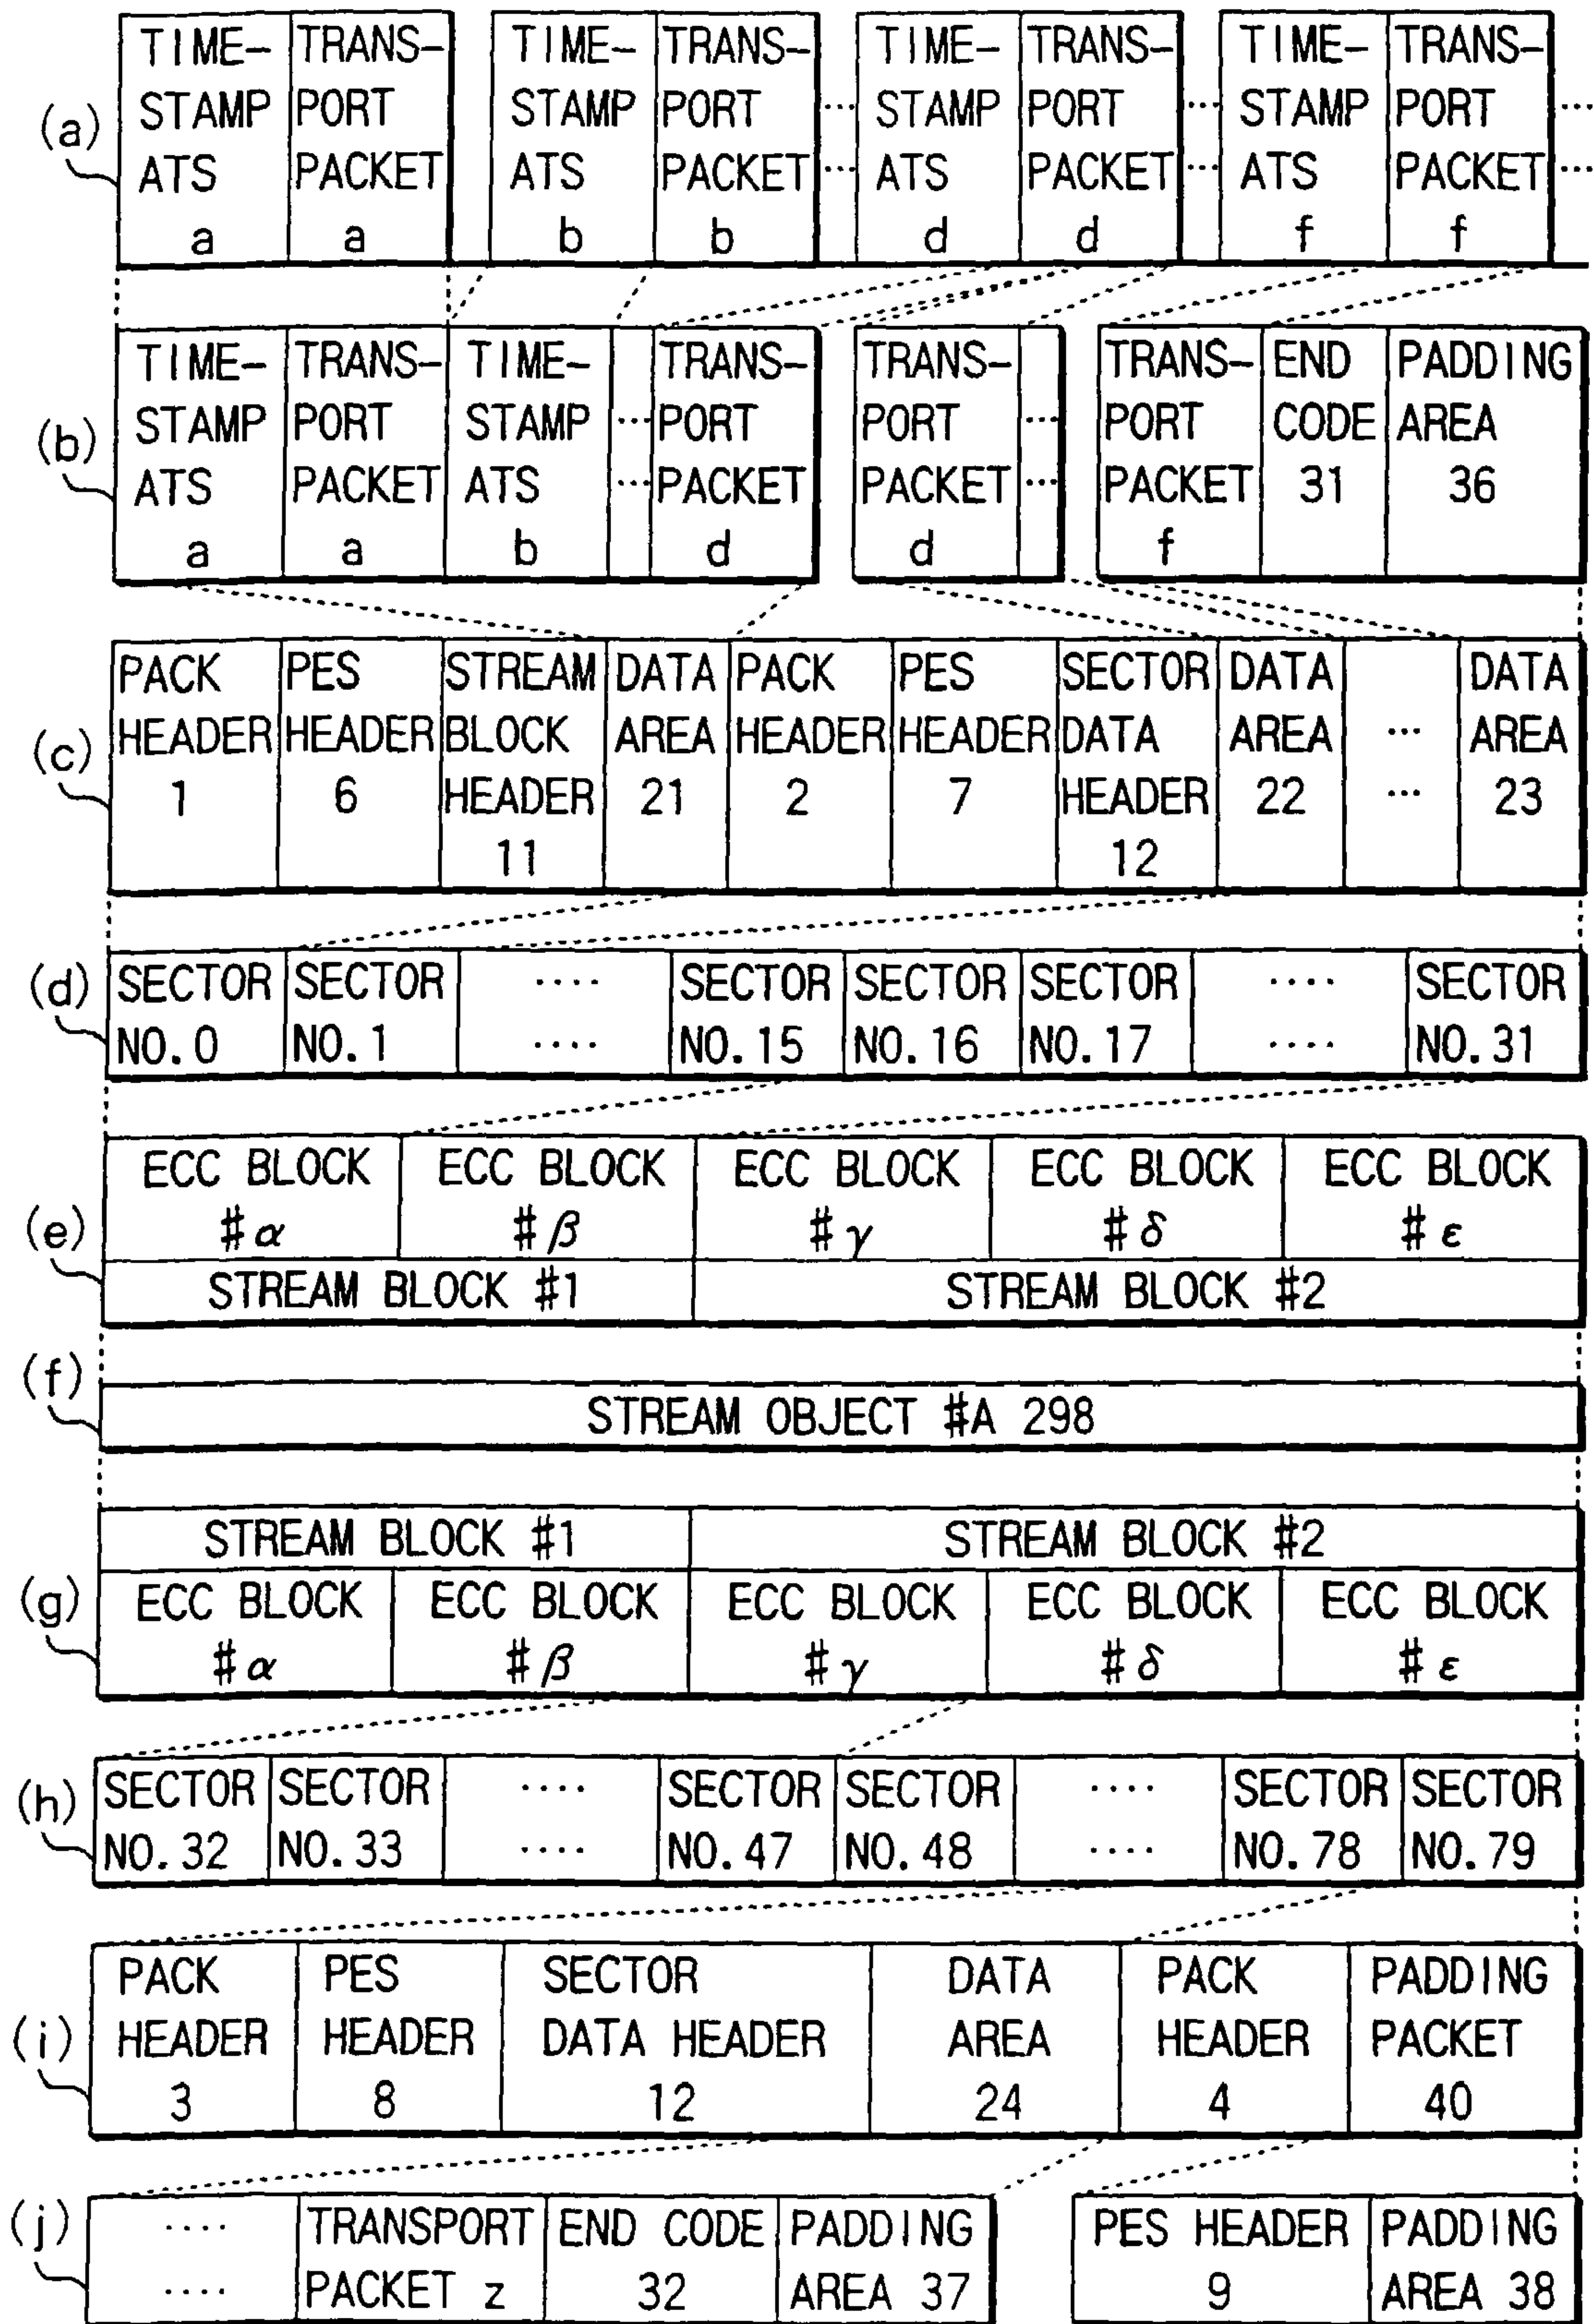 (a)
TIME- TRANS- TIME- TRANS- TIME- TRANS- TIME- TRANS-
STAMP PORT STAMP PORT ... STAMP PORT ... STAMP PORT ...
ATS PACKET ATS PACKET ... ATS PACKET ... ATS PACKET ...
a a b b d d f f
(b)
TIME- TRANS- TIME- TRANS- TRANS- TRANS- END PADDING
STAMP PORT STAMP ... PORT PORT ... PORT CODE AREA
ATS PACKET ATS ... PACKET PACKET ... PACKET 31 36
a a b d d f
(c)
PACK PES STREAM DATA PACK PES SECTOR DATA DATA
HEADER HEADER BLOCK AREA HEADER HEADER DATA AREA ... AREA
1 6 HEADER 21 2 7 HEADER 22 ... 23
11 12
(d)
SECTOR SECTOR .... SECTOR SECTOR SECTOR .... SECTOR
NO.0 NO.1 .... NO.15 NO.16 NO.17 .... NO.31
(e)
ECC BLOCK ECC BLOCK ECC BLOCK ECC BLOCK ECC BLOCK
#α #β #γ #δ #ε
STREAM BLOCK #1 STREAM BLOCK #2
(f)
STREAM OBJECT #A 298
(g)
STREAM BLOCK #1 STREAM BLOCK #2
ECC BLOCK ECC BLOCK ECC BLOCK ECC BLOCK ECC BLOCK
#α #β #γ #δ #ε
(h)
SECTOR SECTOR .... SECTOR SECTOR .... SECTOR SECTOR
NO.32 NO.33 .... NO.47 NO.48 .... NO.78 NO.79
(i)
PACK PES SECTOR DATA PACK PADDING
HEADER HEADER DATA HEADER AREA HEADER PACKET
3 8 12 24 4 40
(j)
.... TRANSPORT END CODE PADDING PES HEADER PADDING
.... PACKET z 32 AREA 37 9 AREA 38